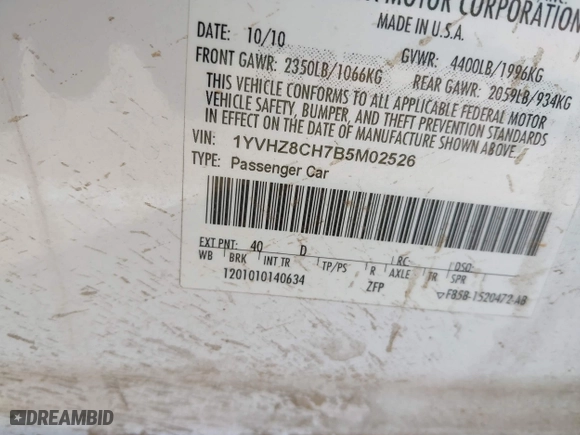 MOTOR CORPORATION
MADE IN U.S.A.
DATE: 10/10
GVWR: 4400LB/1996KG
FRONT GAWR: 2350LB/1066KG
REAR GAWR: 2059LB/934KG
THIS VEHICLE CONFORMS TO ALL APPLICABLE FEDERAL MOTOR
VEHICLE SAFETY, BUMPER, AND THEFT PREVENTION STANDARDS
IN EFFECT ON THE DATE OF MANUFACTURE SHOWN ABOVE.
VIN: 1YVHZ8CH7B5M02526
TYPE: Passenger Car
EXT PNT: 40 D RC: DSO:
WB BRK INT TR TP/PS R AXLE TR SPR
1201010140634 ZFP
F85B-1520472-AB
DREAMBID